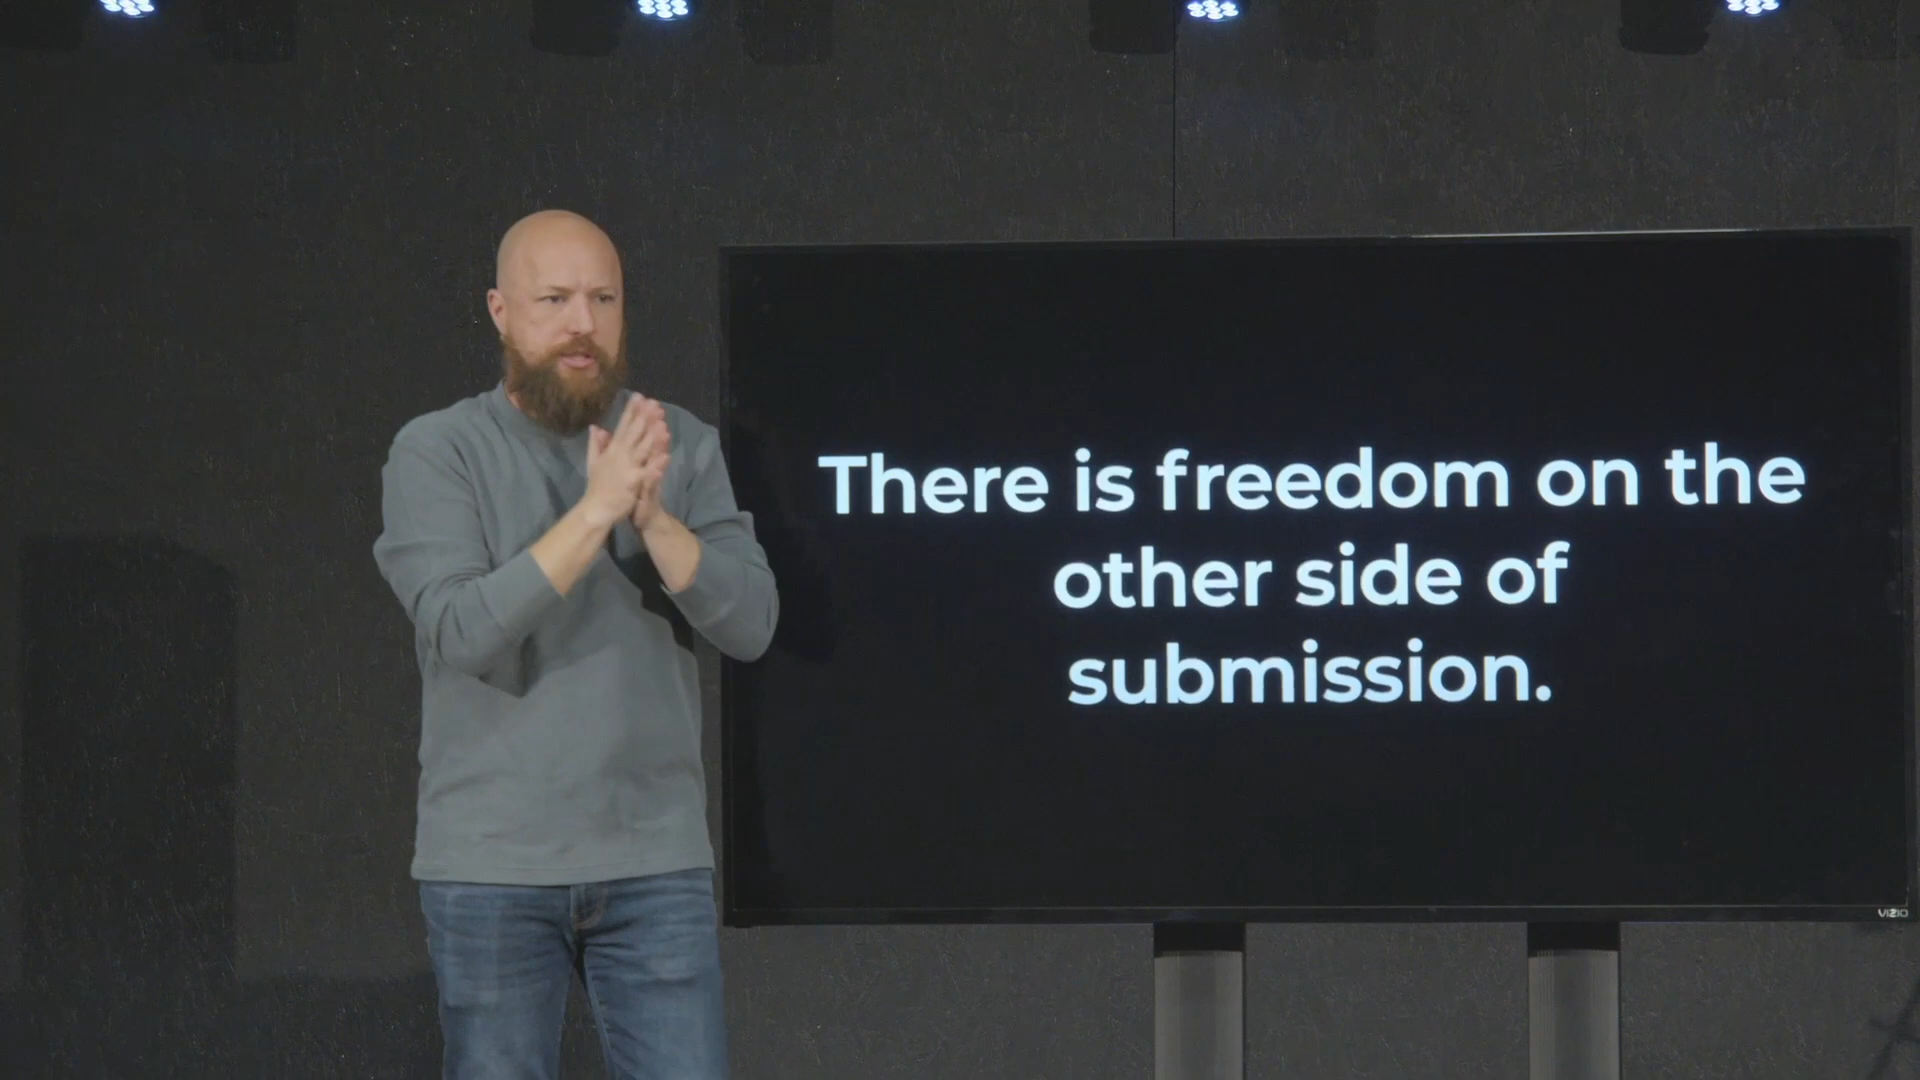 There is freedom on the
other side of
submission.
VIZIO